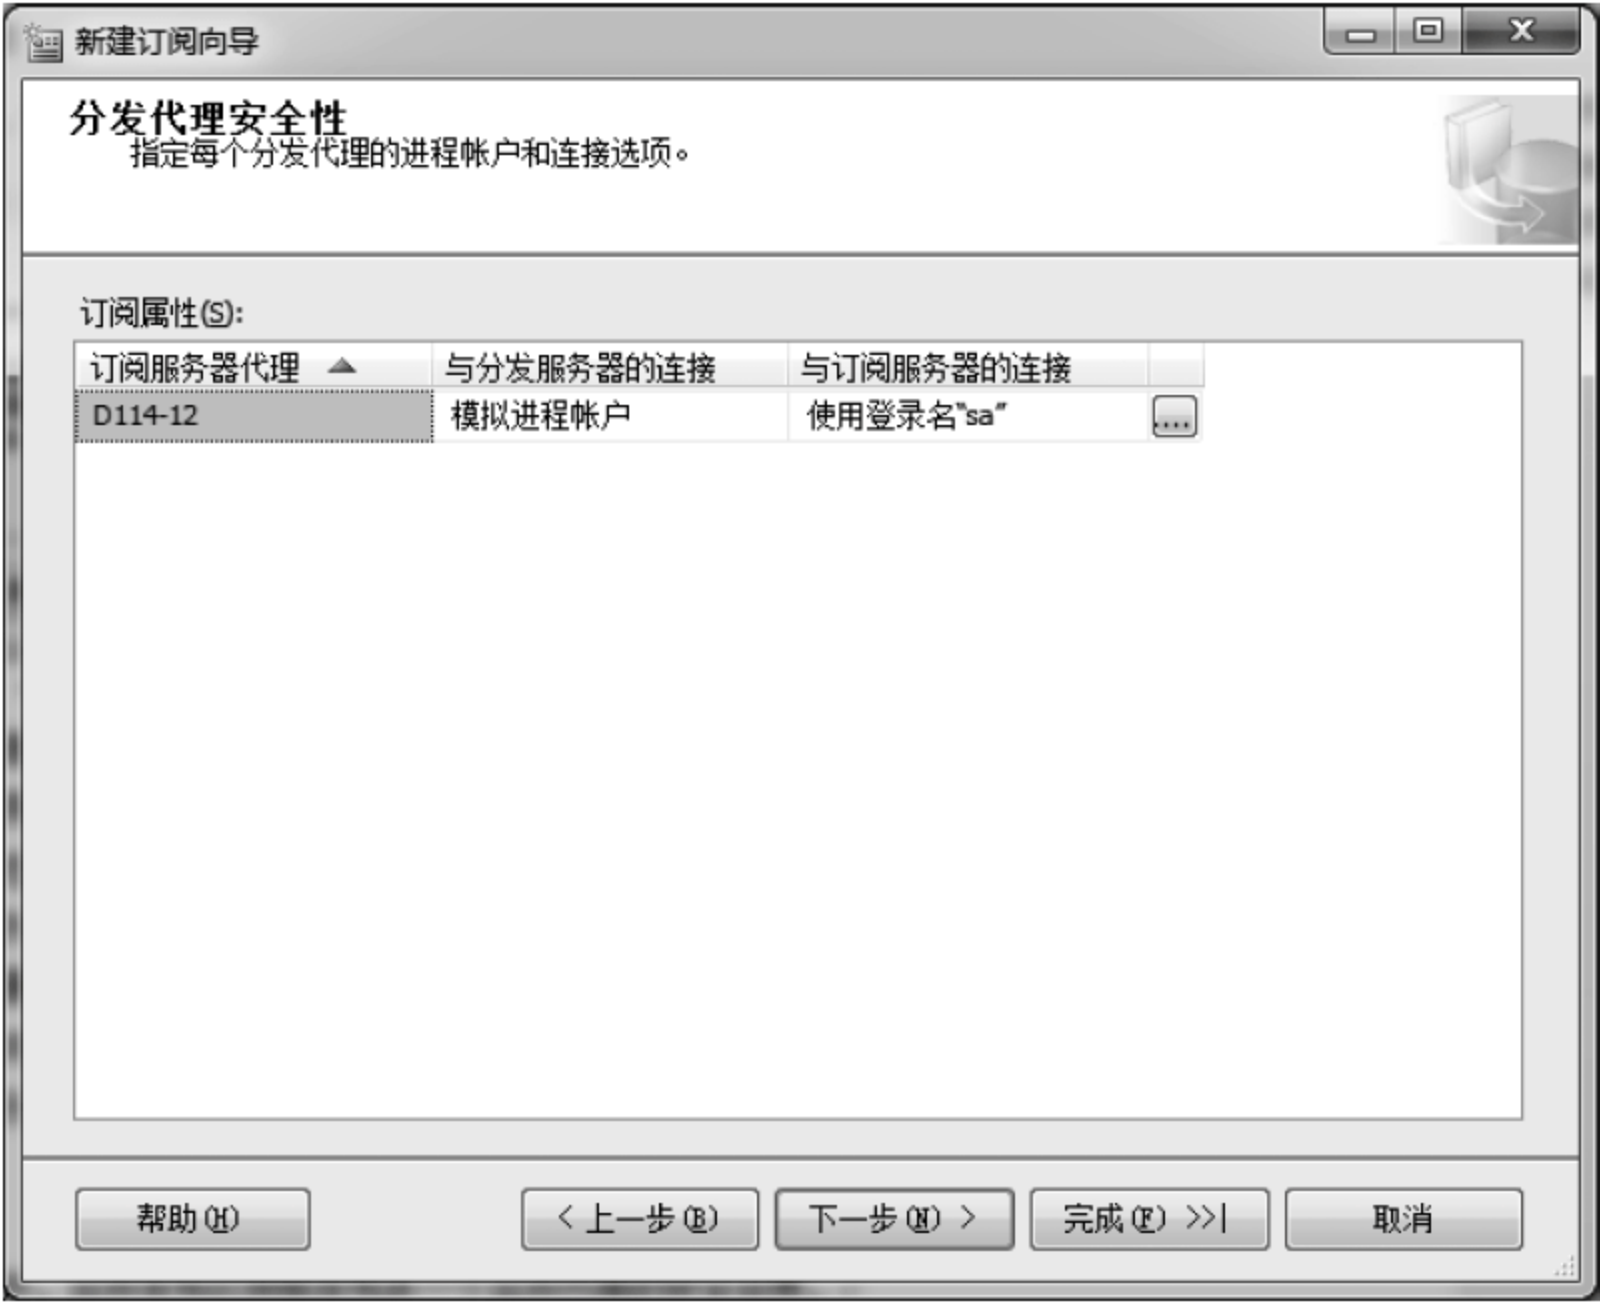 新建订阅向导
分发代理安全性
指定每个分发代理的进程帐户和连接选项。
订阅属性(S):
订阅服务器代理 与分发服务器的连接 与订阅服务器的连接
D114-12 模拟进程帐户 使用登录名“sa” ...
帮助(H) < 上一步(B) 下一步(N) > 完成(F) >>| 取消